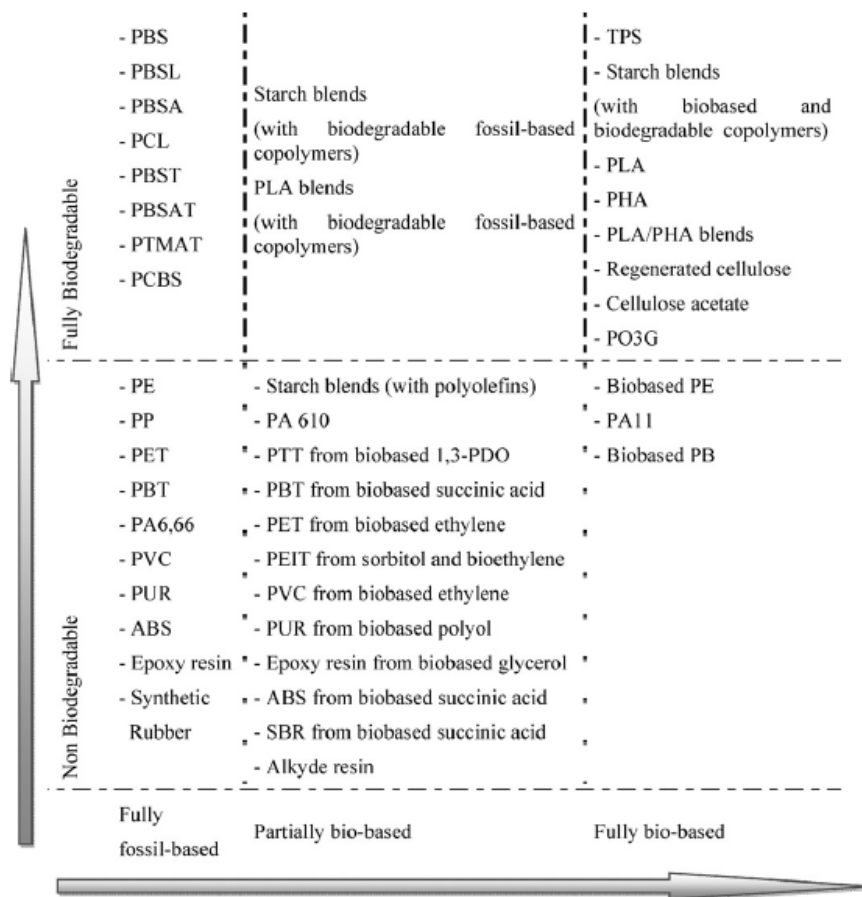 Fully Biodegradable
- PBS
- PBSL
- PBSA
- PCL
- PBST
- PBSAT
- PTMAT
- PCBS
Starch blends
(with biodegradable fossil-based
copolymers)
PLA blends
(with biodegradable fossil-based
copolymers)
- TPS
- Starch blends
(with biobased and
biodegradable copolymers)
- PLA
- PHA
- PLA/PHA blends
- Regenerated cellulose
- Cellulose acetate
- PO3G
Non Biodegradable
- PE
- PP
- PET
- PBT
- PA6,66
- PVC
- PUR
- ABS
- Epoxy resin
- Synthetic
Rubber
- Starch blends (with polyolefins)
- PA 610
- PTT from biobased 1,3-PDO
- PBT from biobased succinic acid
- PET from biobased ethylene
- PEIT from sorbitol and bioethylene
- PVC from biobased ethylene
- PUR from biobased polyol
- Epoxy resin from biobased glycerol
- ABS from biobased succinic acid
- SBR from biobased succinic acid
- Alkyde resin
- Biobased PE
- PA11
- Biobased PB
Fully
fossil-based
Partially bio-based
Fully bio-based